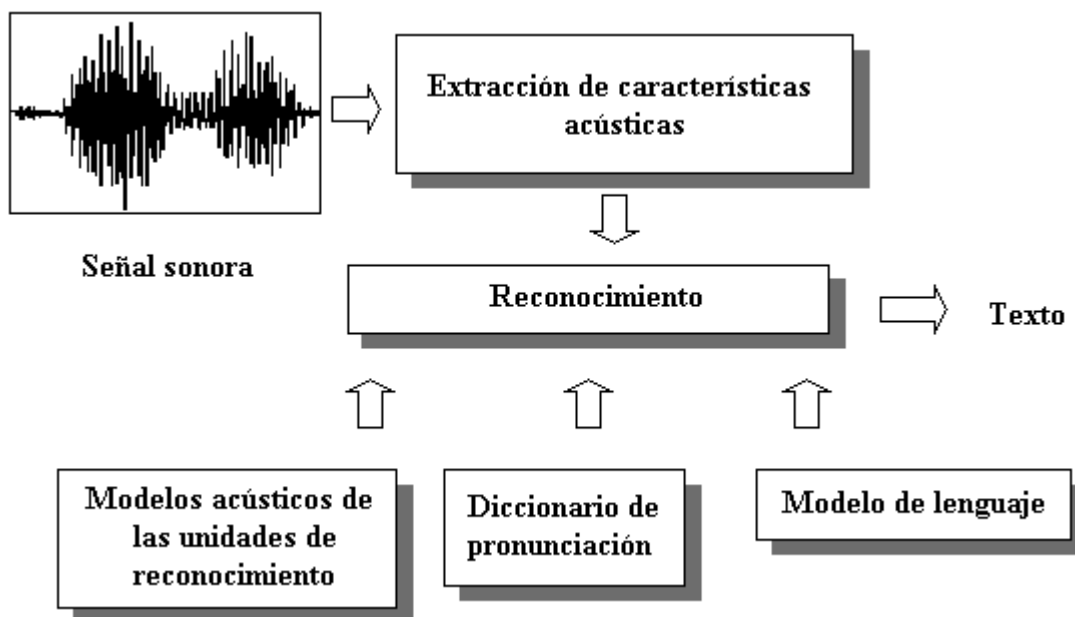 Extracción de característisticas
acústicas
Señal sonora
Reconocimiento
Texto
Modelos acústicos de
las unidades de
reconocimiento
Diccionario de
pronunciación
Modelo de lenguaje